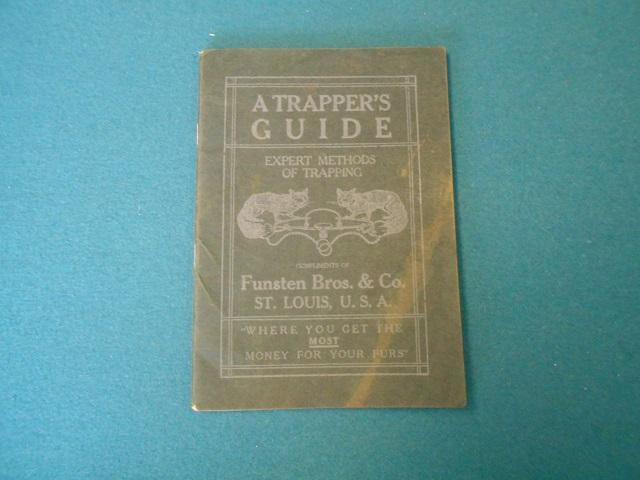 A TRAPPER'S
GUIDE
EXPERT METHODS
OF TRAPPING
COMPLIMENTS OF
Funsten Bros. & Co.
ST. LOUIS, U. S. A.
"WHERE YOU GET THE
MOST
MONEY FOR YOUR FURS"